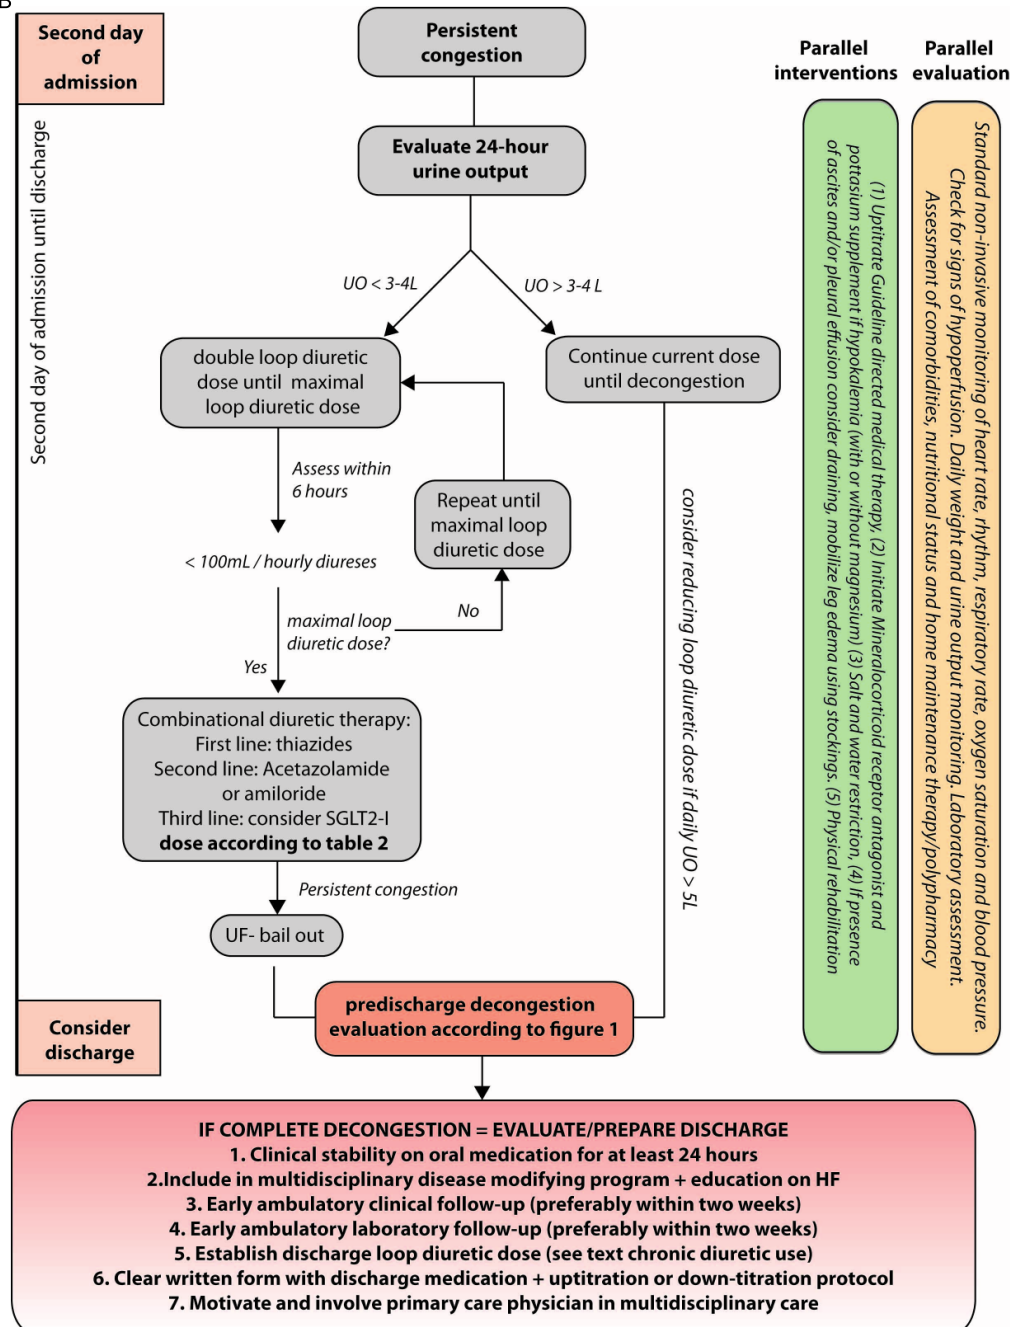 B
Second day
of
admission
Second day of admission until discharge
Persistent
congestion
Evaluate 24-hour
urine output
UO < 3-4L
UO > 3-4 L
double loop diuretic
dose until maximal
loop diuretic dose
Continue current dose
until decongestion
Assess within
6 hours
Repeat until
maximal loop
diuretic dose
< 100mL / hourly diureses
maximal loop
diuretic dose?
No
Yes
consider reducing loop diuretic dose if daily UO > 5L
Combinational diuretic therapy:
First line: thiazides
Second line: Acetazolamide
or amiloride
Third line: consider SGLT2-I
dose according to table 2
Persistent congestion
UF- bail out
predischarge decongestion
evaluation according to figure 1
Consider
discharge
Parallel
interventions
(1) Uptitrate Guideline directed medical therapy, (2) Initiate Mineralocorticoid receptor antagonist and
pottasium supplement if hypokalemia (with or without magnesium) (3) Salt and water restriction, (4) If presence
of ascites and/or pleural effusion consider draining, mobilize leg edema using stockings. (5) Physical rehabilitation
Parallel
evaluation
Standard non-invasive monitoring of heart rate, rhythm, respiratory rate, oxygen saturation and blood pressure.
Check for signs of hypoperfusion. Daily weight and urine output monitoring. Laboratory assessment.
Assessment of comorbidities, nutritional status and home maintenance therapy/polypharmacy
IF COMPLETE DECONGESTION = EVALUATE/PREPARE DISCHARGE
1. Clinical stability on oral medication for at least 24 hours
2.Include in multidisciplinary disease modifying program + education on HF
3. Early ambulatory clinical follow-up (preferably within two weeks)
4. Early ambulatory laboratory follow-up (preferably within two weeks)
5. Establish discharge loop diuretic dose (see text chronic diuretic use)
6. Clear written form with discharge medication + uptitration or down-titration protocol
7. Motivate and involve primary care physician in multidisciplinary care